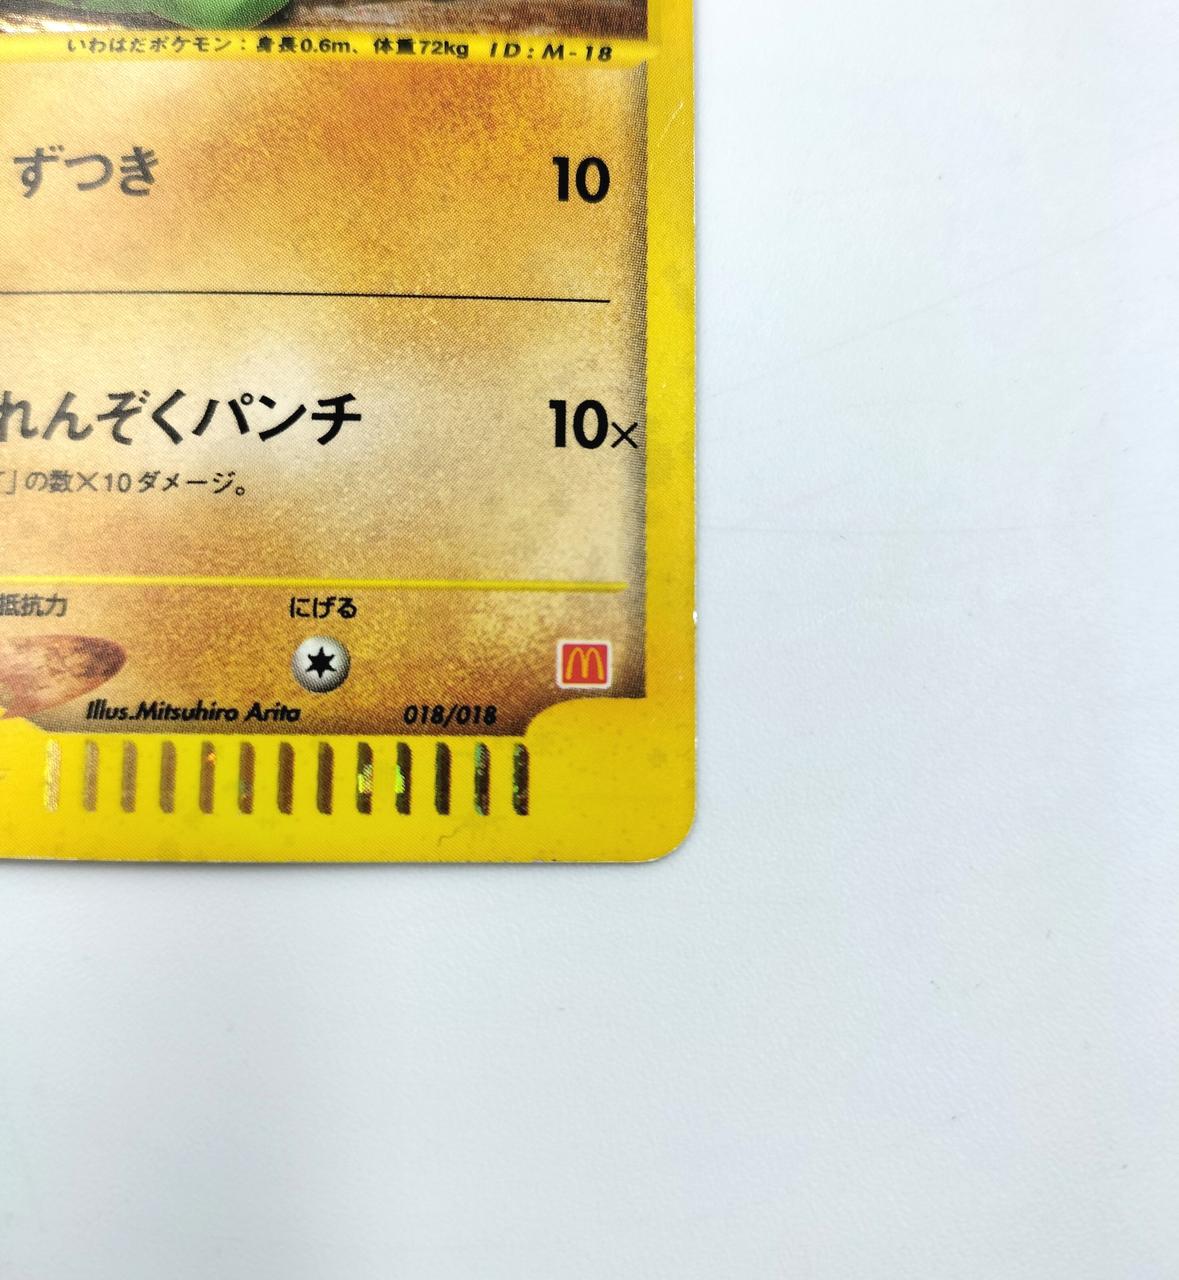 いわはだポケモン：身長0.6m、体重72kg ID:M-18
ずつき 10
れんぞくパンチ 10×
」の数×10ダメージ。
抵抗力 にげる
Illus.Mitsuhiro Arita 018/018